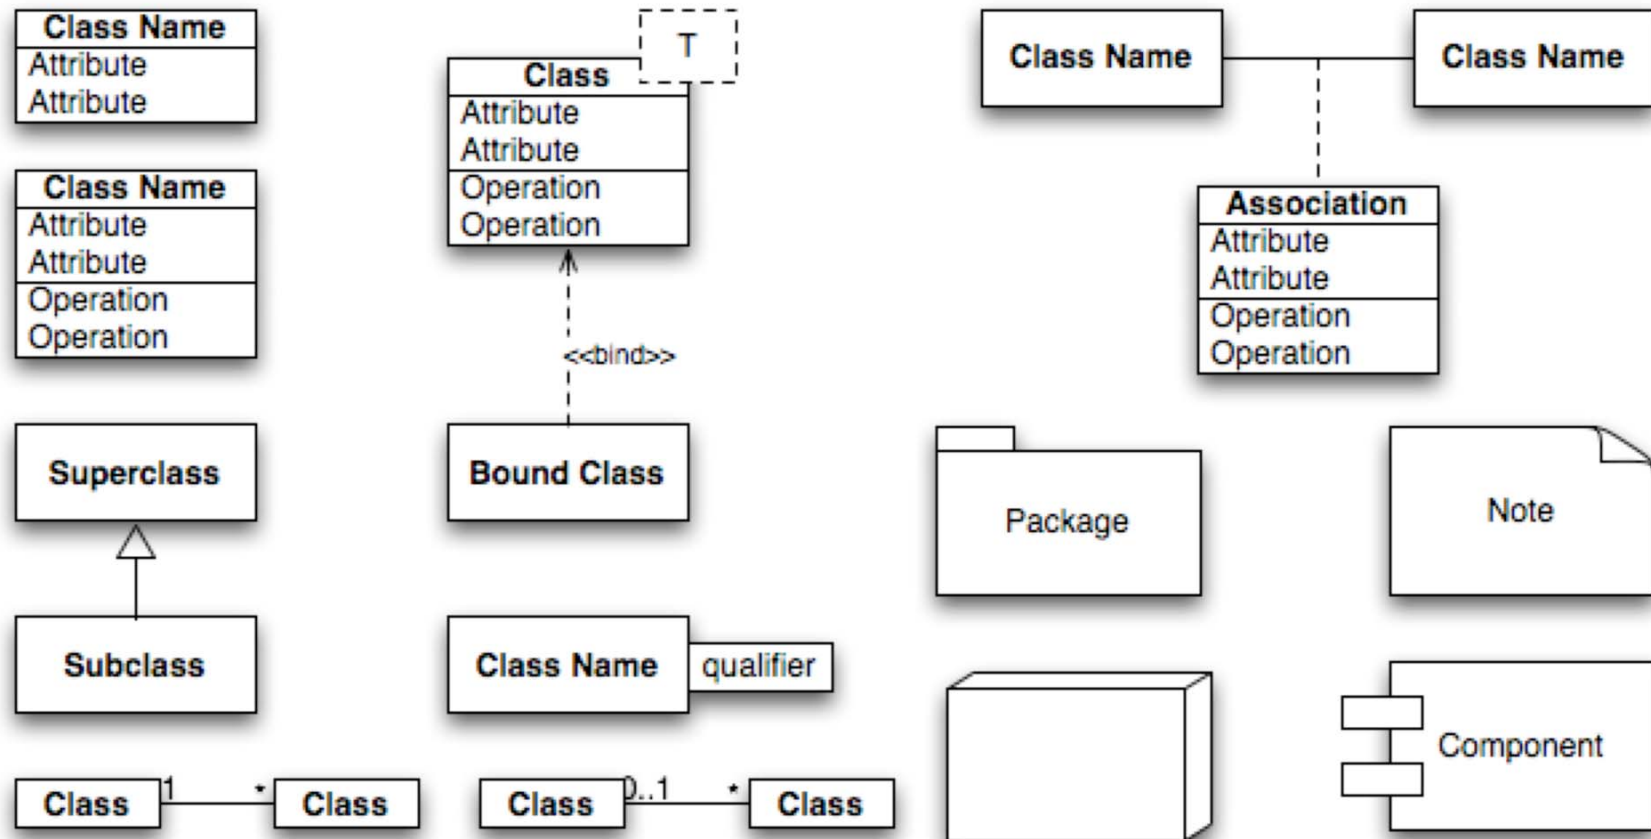 Class Name
Attribute
Attribute
Class Name
Attribute
Attribute
Operation
Operation
Superclass
Subclass
Class
1
*
Class
T
Class
Attribute
Attribute
Operation
Operation
<<bind>>
Bound Class
Class Name
qualifier
Class
0..1
*
Class
Class Name
Class Name
Association
Attribute
Attribute
Operation
Operation
Package
Note
Component